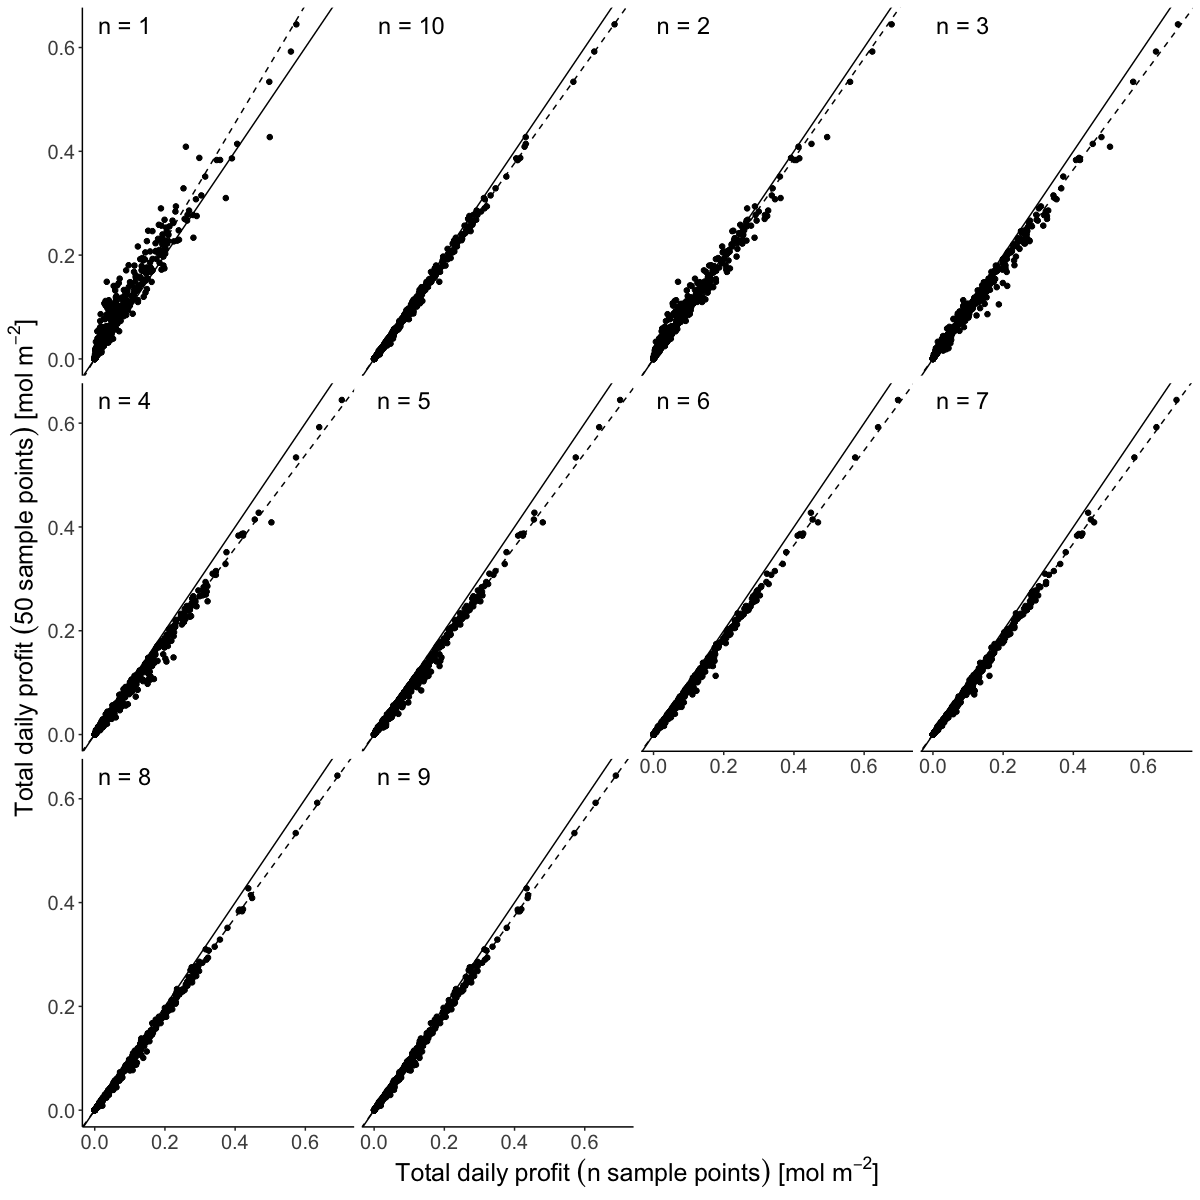 n = 1
n = 10
n = 2
n = 3
0.6
0.4
0.2
0.0
n = 4
n = 5
n = 6
n = 7
0.6
0.4
0.2
0.0
0.0 0.2 0.4 0.6
0.0 0.2 0.4 0.6
n = 8
n = 9
0.6
0.4
0.2
0.0
0.0 0.2 0.4 0.6
0.0 0.2 0.4 0.6
Total daily profit (50 sample points) [mol m⁻²]
Total daily profit (n sample points) [mol m⁻²]